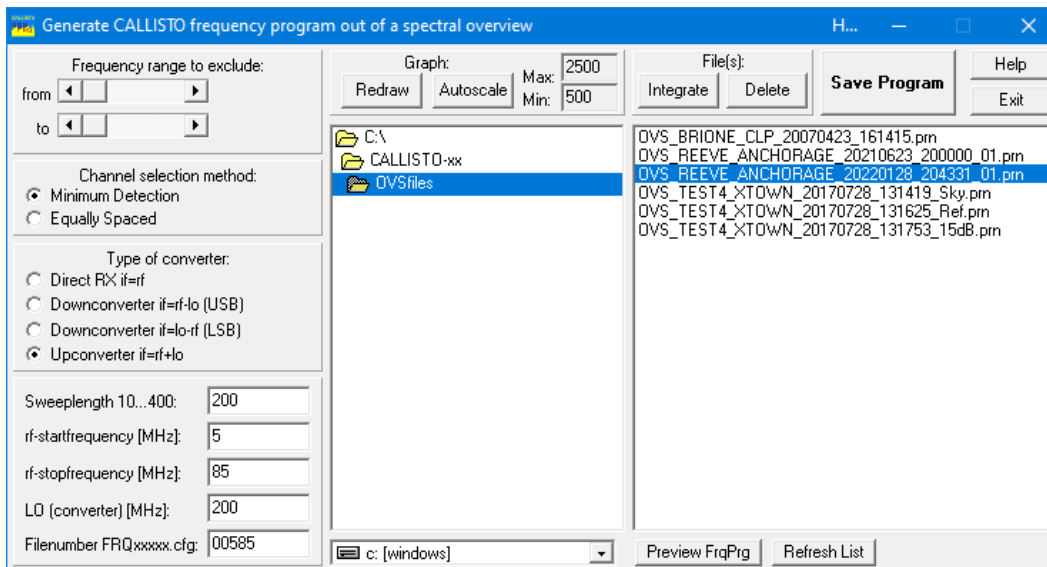 Generate CALLISTO frequency program out of a spectral overview H...
Frequency range to exclude:
from
to
Channel selection method:
Minimum Detection
Equally Spaced
Type of converter:
Direct RX if=rf
Downconverter if=rf-lo (USB)
Downconverter if=lo-rf (LSB)
Upconverter if=rf+lo
Sweeplength 10...400: 200
rf-startfrequency [MHz]: 5
rf-stopfrequency [MHz]: 85
LO (converter) [MHz]: 200
Filenumber FRQxxxxx.cfg: 00585
Graph:
Redraw Autoscale
Max: 2500
Min: 500
File(s):
Integrate Delete
Save Program
Help
Exit
C:\
CALLISTO-xx
OVSfiles
c: [windows]
OVS_BRIONE_CLP_20070423_161415.prn
OVS_REEVE_ANCHORAGE_20210623_200000_01.prn
OVS_REEVE_ANCHORAGE_20220128_204331_01.prn
OVS_TEST4_XTOWN_20170728_131419_Sky.prn
OVS_TEST4_XTOWN_20170728_131625_Ref.prn
OVS_TEST4_XTOWN_20170728_131753_15dB.prn
Preview FrqPrg Refresh List